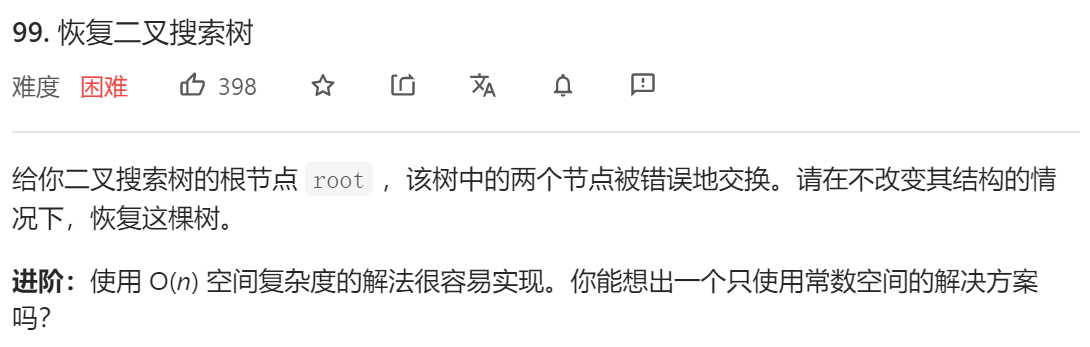 99. 恢复二叉搜索树
难度 困难 398
给你二叉搜索树的根节点 root ，该树中的两个节点被错误地交换。请在不改变其结构的情
况下，恢复这棵树。
进阶：使用 O(n) 空间复杂度的解法很容易实现。你能想出一个只使用常数空间的解决方案
吗？